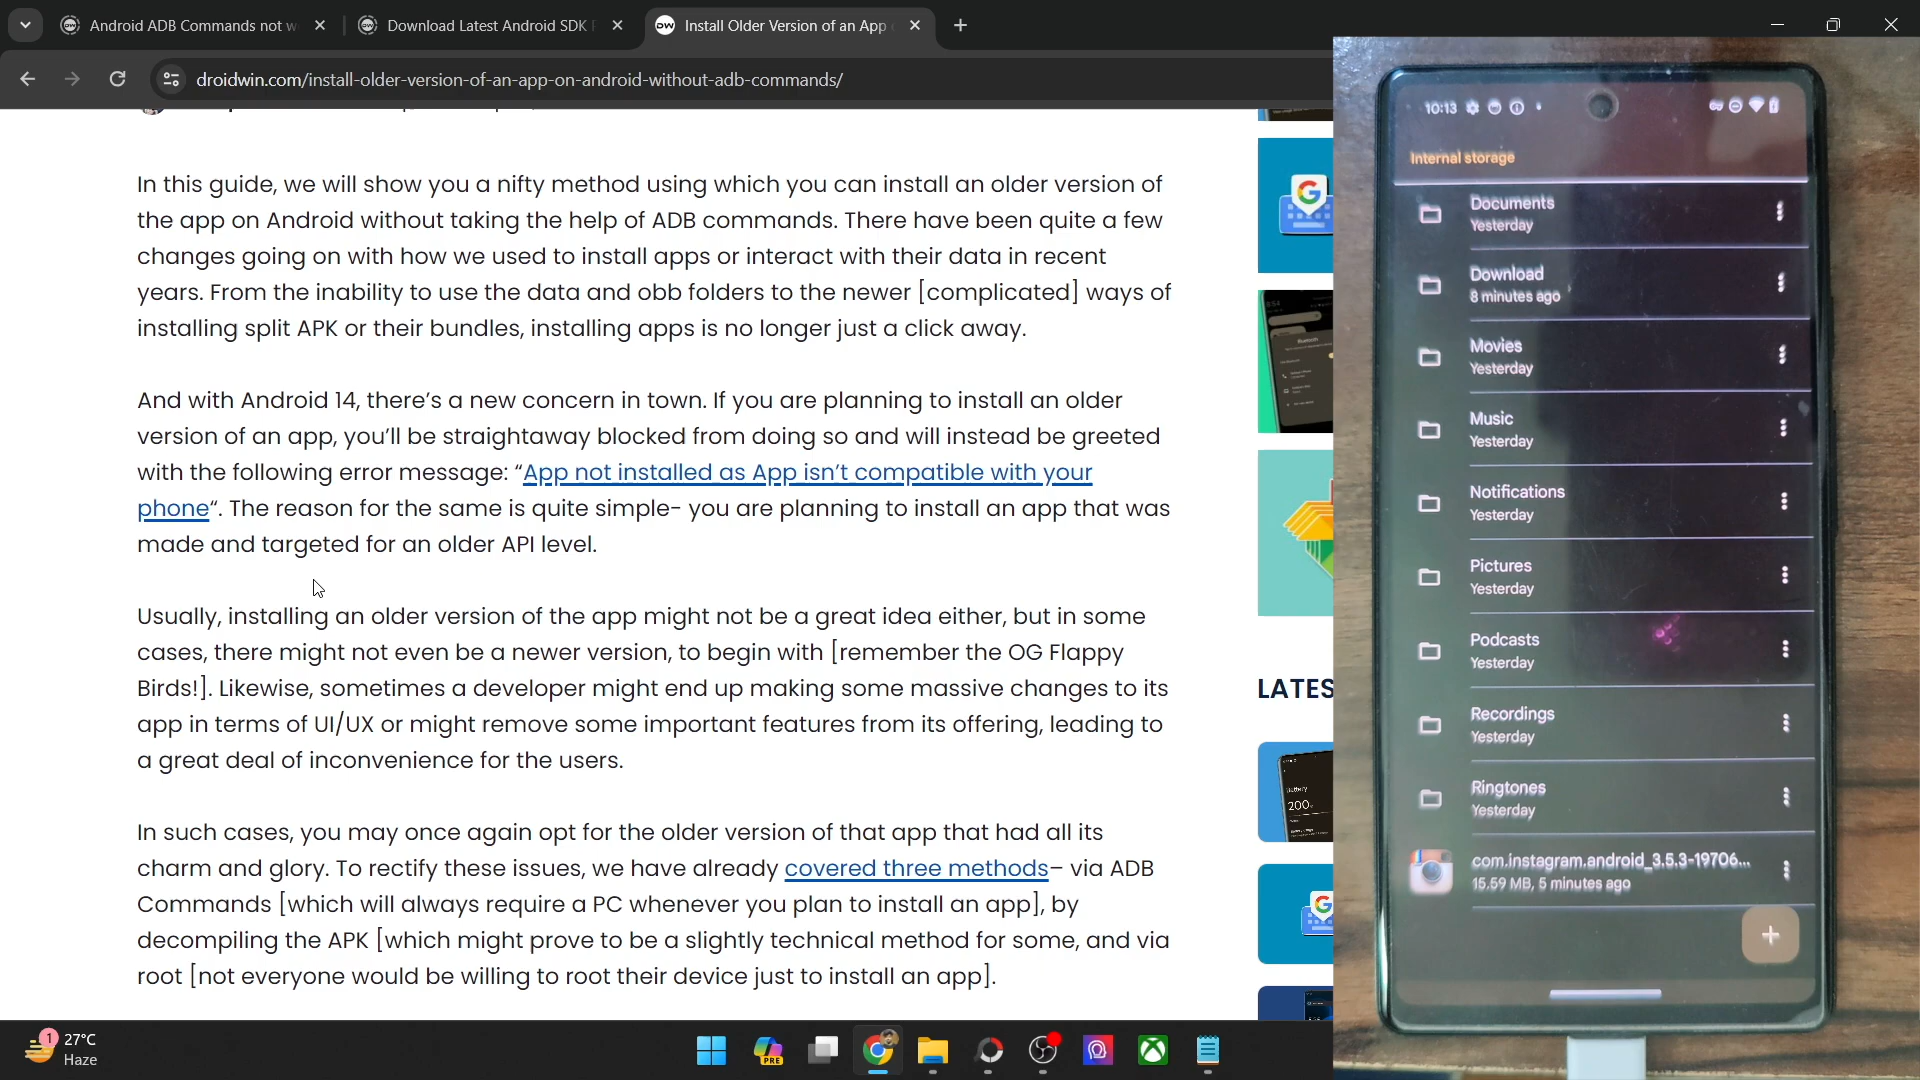 Android ADB Commands not w
Download Latest Android SDK
Install Older Version of an App
droidwin.com/install-older-version-of-an-app-on-android-without-adb-commands/
In this guide, we will show you a nifty method using which you can install an older version of
the app on Android without taking the help of ADB commands. There have been quite a few
changes going on with how we used to install apps or interact with their data in recent
years. From the inability to use the data and obb folders to the newer [complicated] ways of
installing split APK or their bundles, installing apps is no longer just a click away.
And with Android 14, there's a new concern in town. If you are planning to install an older
version of an app, you'll be straightaway blocked from doing so and will instead be greeted
with the following error message: “App not installed as App isn't compatible with your
phone“. The reason for the same is quite simple- you are planning to install an app that was
made and targeted for an older API level.
Usually, installing an older version of the app might not be a great idea either, but in some
cases, there might not even be a newer version, to begin with [remember the OG Flappy
Birds!]. Likewise, sometimes a developer might end up making some massive changes to its
app in terms of UI/UX or might remove some important features from its offering, leading to
a great deal of inconvenience for the users.
In such cases, you may once again opt for the older version of that app that had all its
charm and glory. To rectify these issues, we have already covered three methods– via ADB
Commands [which will always require a PC whenever you plan to install an app], by
decompiling the APK [which might prove to be a slightly technical method for some, and via
root [not everyone would be willing to root their device just to install an app].
LATES
Battery
200
10:13
Internal storage
Documents
Yesterday
Download
8 minutes ago
Movies
Yesterday
Music
Yesterday
Notifications
Yesterday
Pictures
Yesterday
Podcasts
Yesterday
Recordings
Yesterday
Ringtones
Yesterday
com.instagram.android_3.5.3-19706...
15.59 MB, 5 minutes ago
1
27°C
Haze
PRE